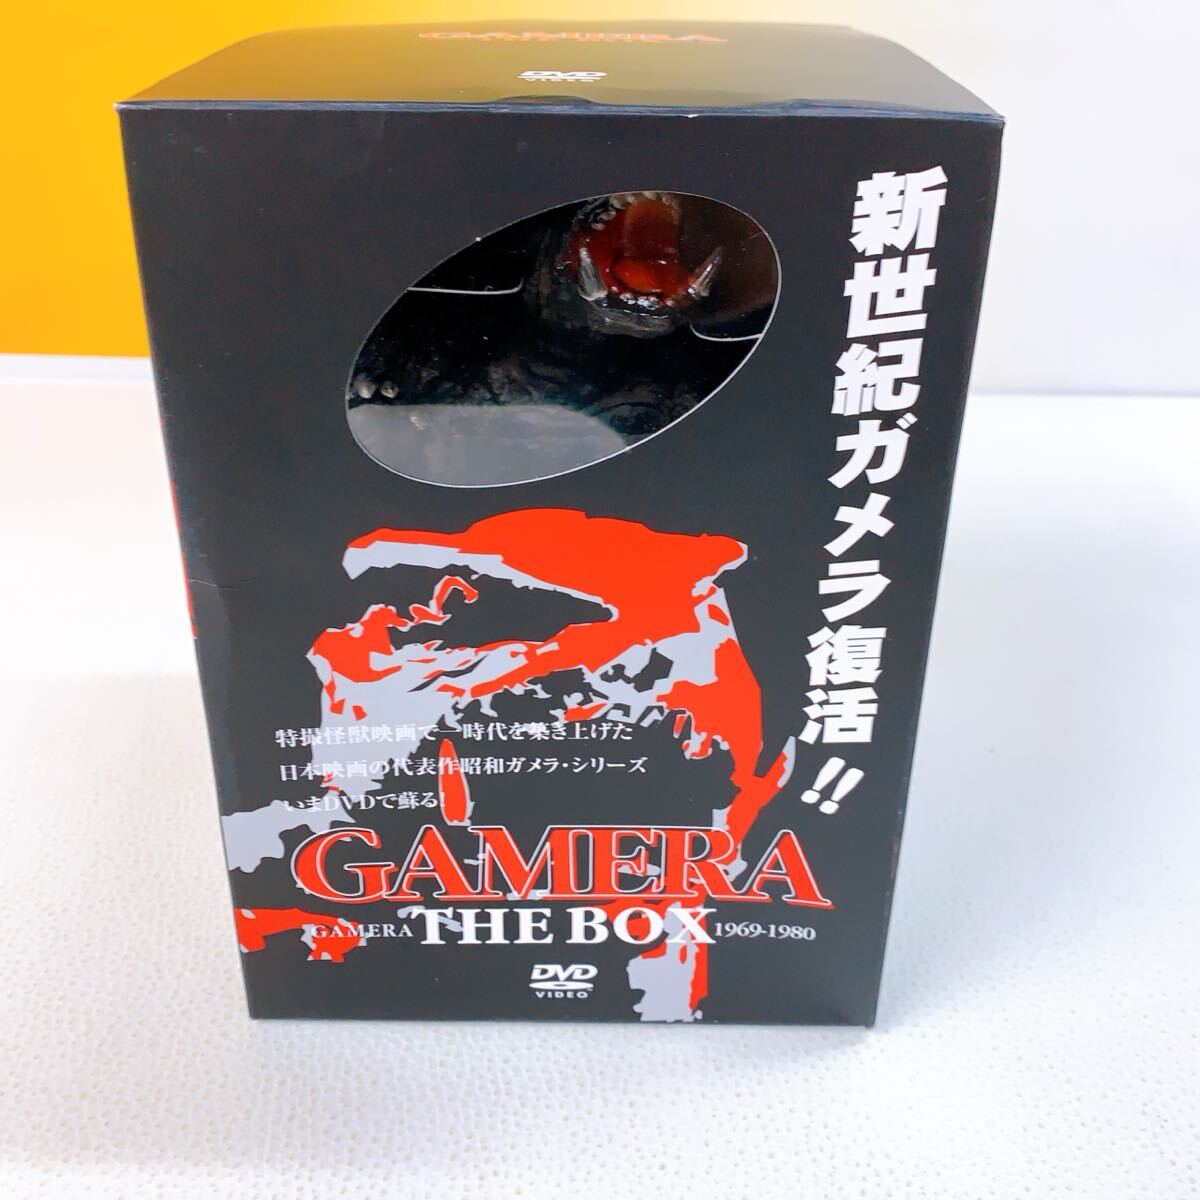 GAMERA
DVD
VIDEO
新世紀ガメラ復活!!
特撮怪獣映画で一時代を築き上げた
日本映画の代表作昭和ガメラ・シリーズ
いまDVDで蘇る!
GAMERA
GAMERA THE BOX 1969-1980
DVD
VIDEO™